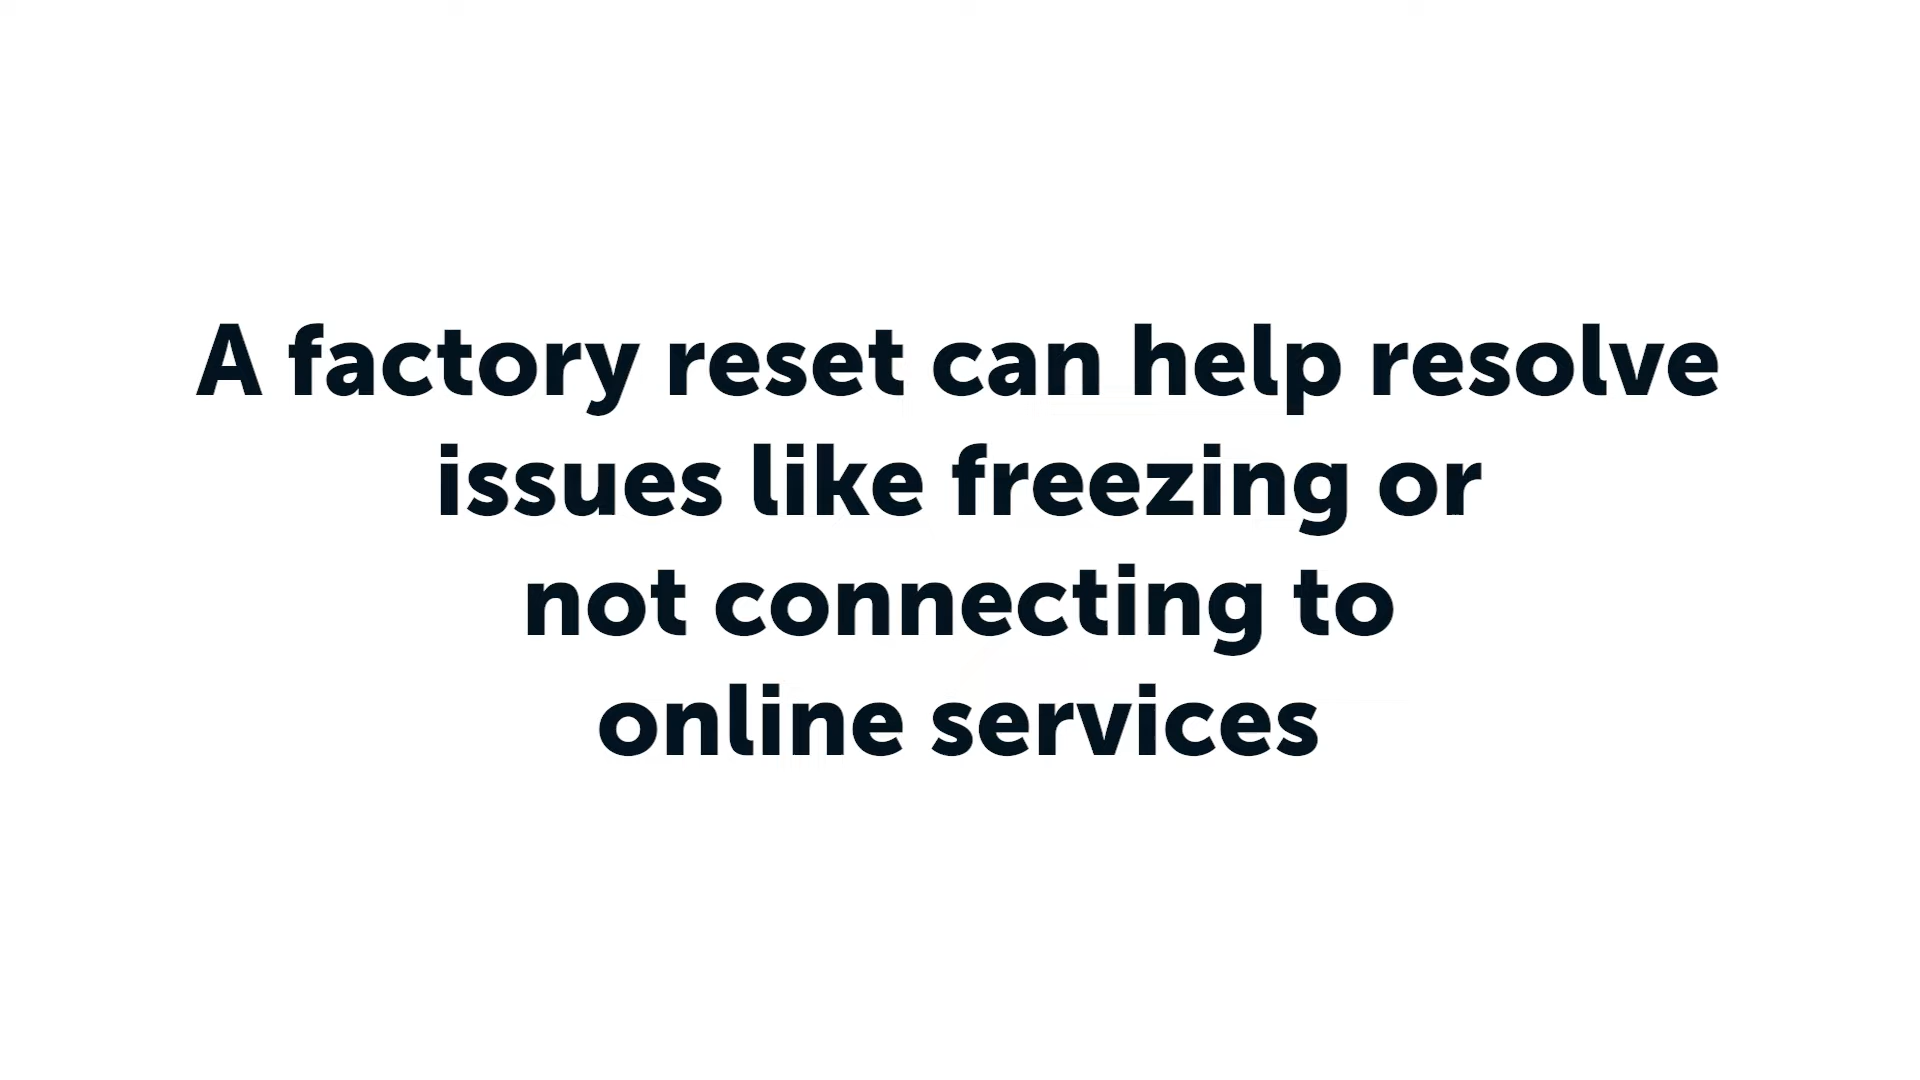 A factory reset can help resolve
issues like freezing or
not connecting to
online services